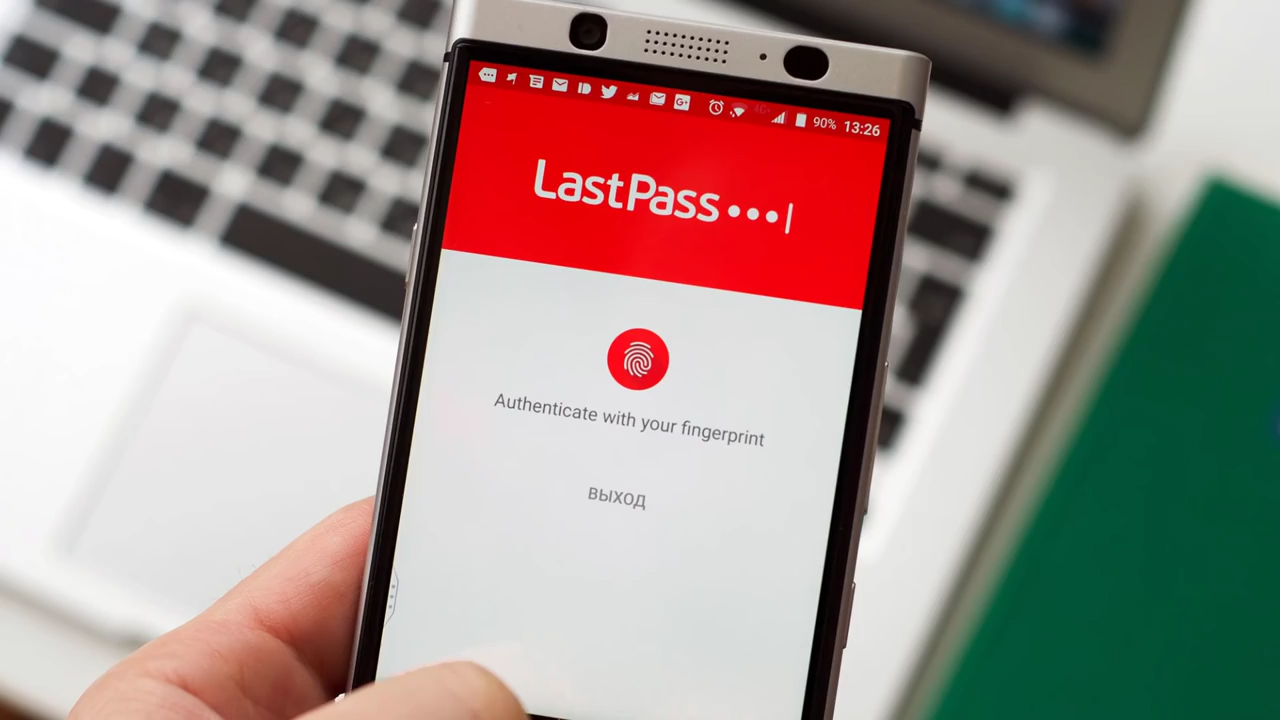 90% 13:26
LastPass•••|
Authenticate with your fingerprint
ВЫХОД